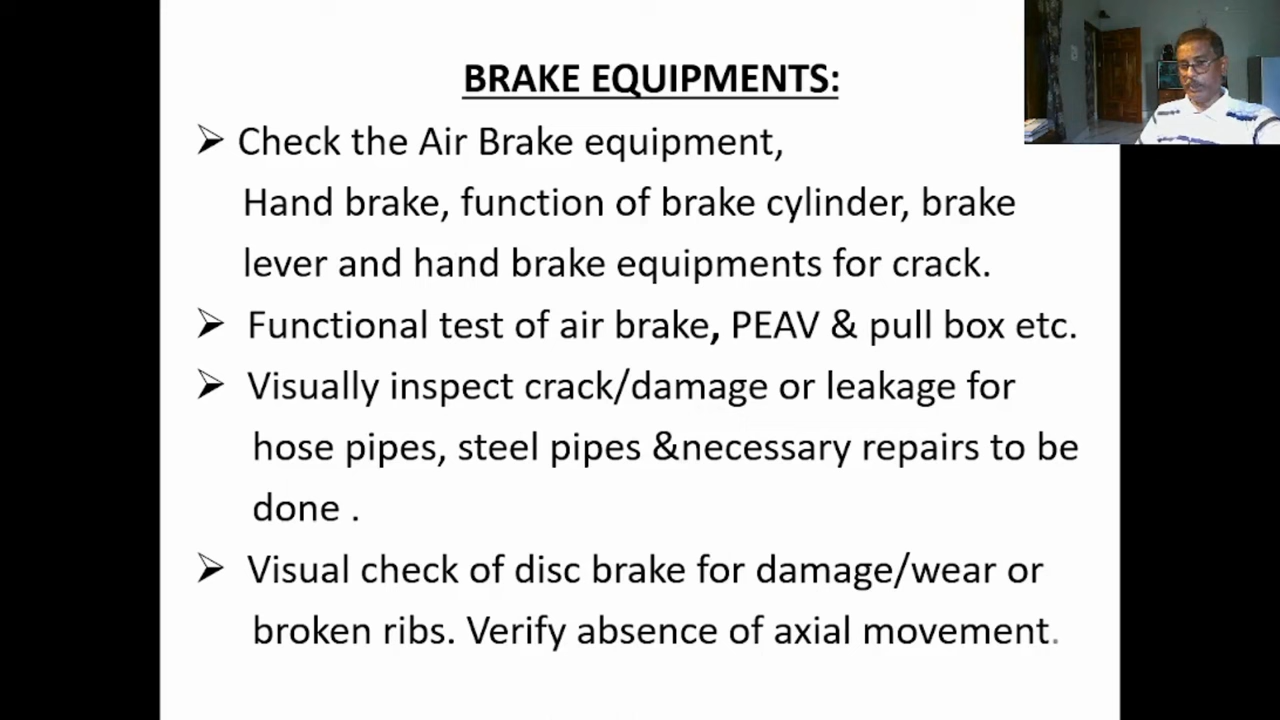 BRAKE EQUIPMENTS:
➢ Check the Air Brake equipment,
Hand brake, function of brake cylinder, brake
lever and hand brake equipments for crack.
➢ Functional test of air brake, PEAV & pull box etc.
➢ Visually inspect crack/damage or leakage for
hose pipes, steel pipes &necessary repairs to be
done .
➢ Visual check of disc brake for damage/wear or
broken ribs. Verify absence of axial movement.